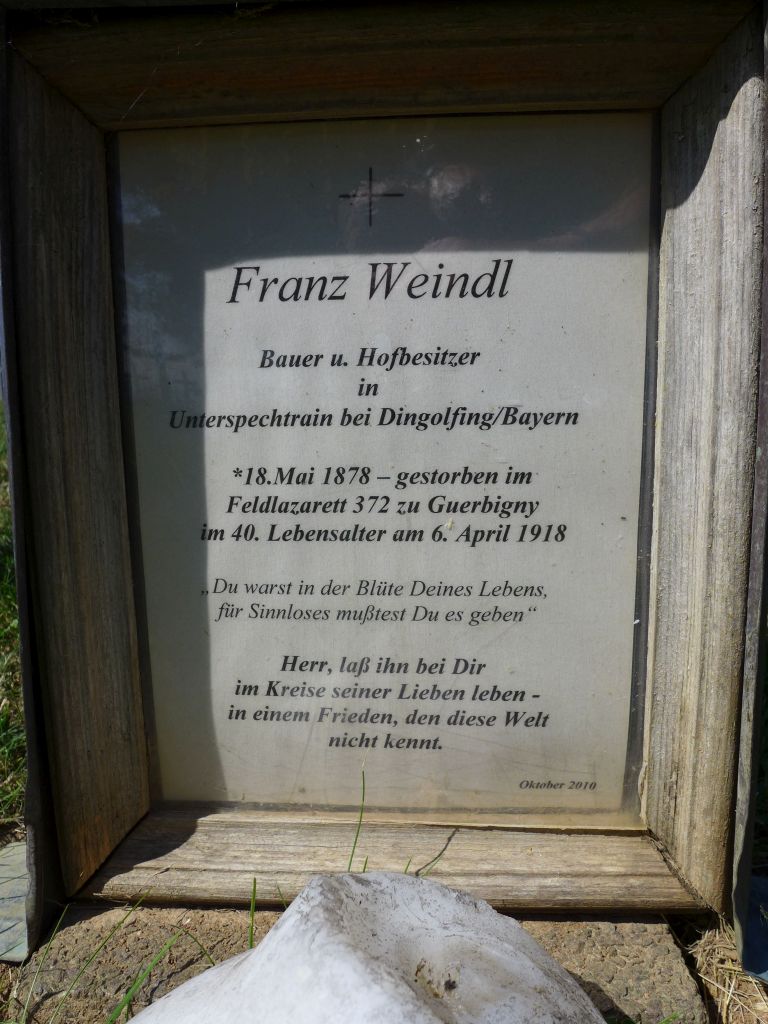 Franz Weindl
Bauer u. Hofbesitzer
in
Unterspechtrain bei Dingolfing/Bayern
*18.Mai 1878 – gestorben im
Feldlazarett 372 zu Guerbigny
im 40. Lebensalter am 6. April 1918
„Du warst in der Blüte Deines Lebens,
für Sinnloses mußtest Du es geben“
Herr, laß ihn bei Dir
im Kreise seiner Lieben leben -
in einem Frieden, den diese Welt
nicht kennt.
Oktober 2010